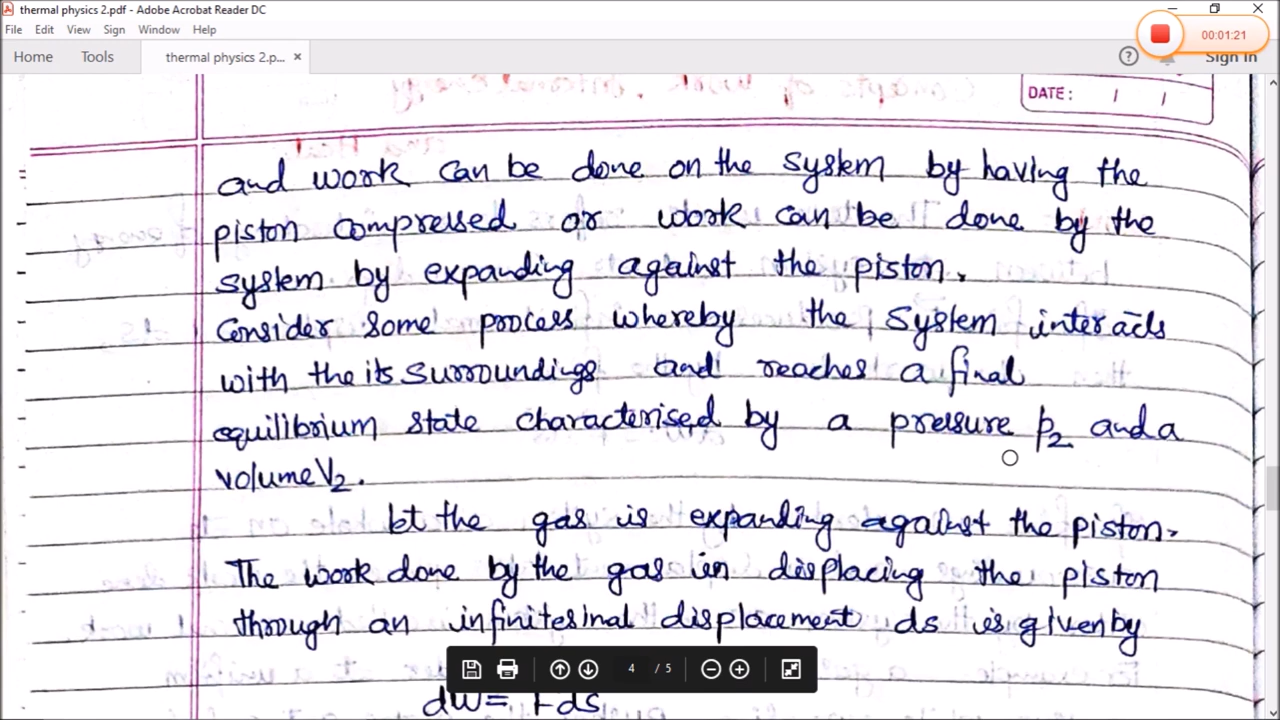 thermal physics 2.pdf - Adobe Acrobat Reader DC
File Edit View Sign Window Help
Home Tools thermal physics 2.p... ×
00:01:21
Sign In
DATE: / /
and work can be done on the system by having the
piston compressed or work can be done by the
system by expanding against the piston.
Consider some process whereby the system interacts
with the its surroundings and reaches a final
equilibrium state characterised by a pressure p2 and a
volume V2.
let the gas is expanding against the piston.
The work done by the gas in displacing the piston
through an infinitesinal displacement ds is given by
4 / 5
dW= Fds